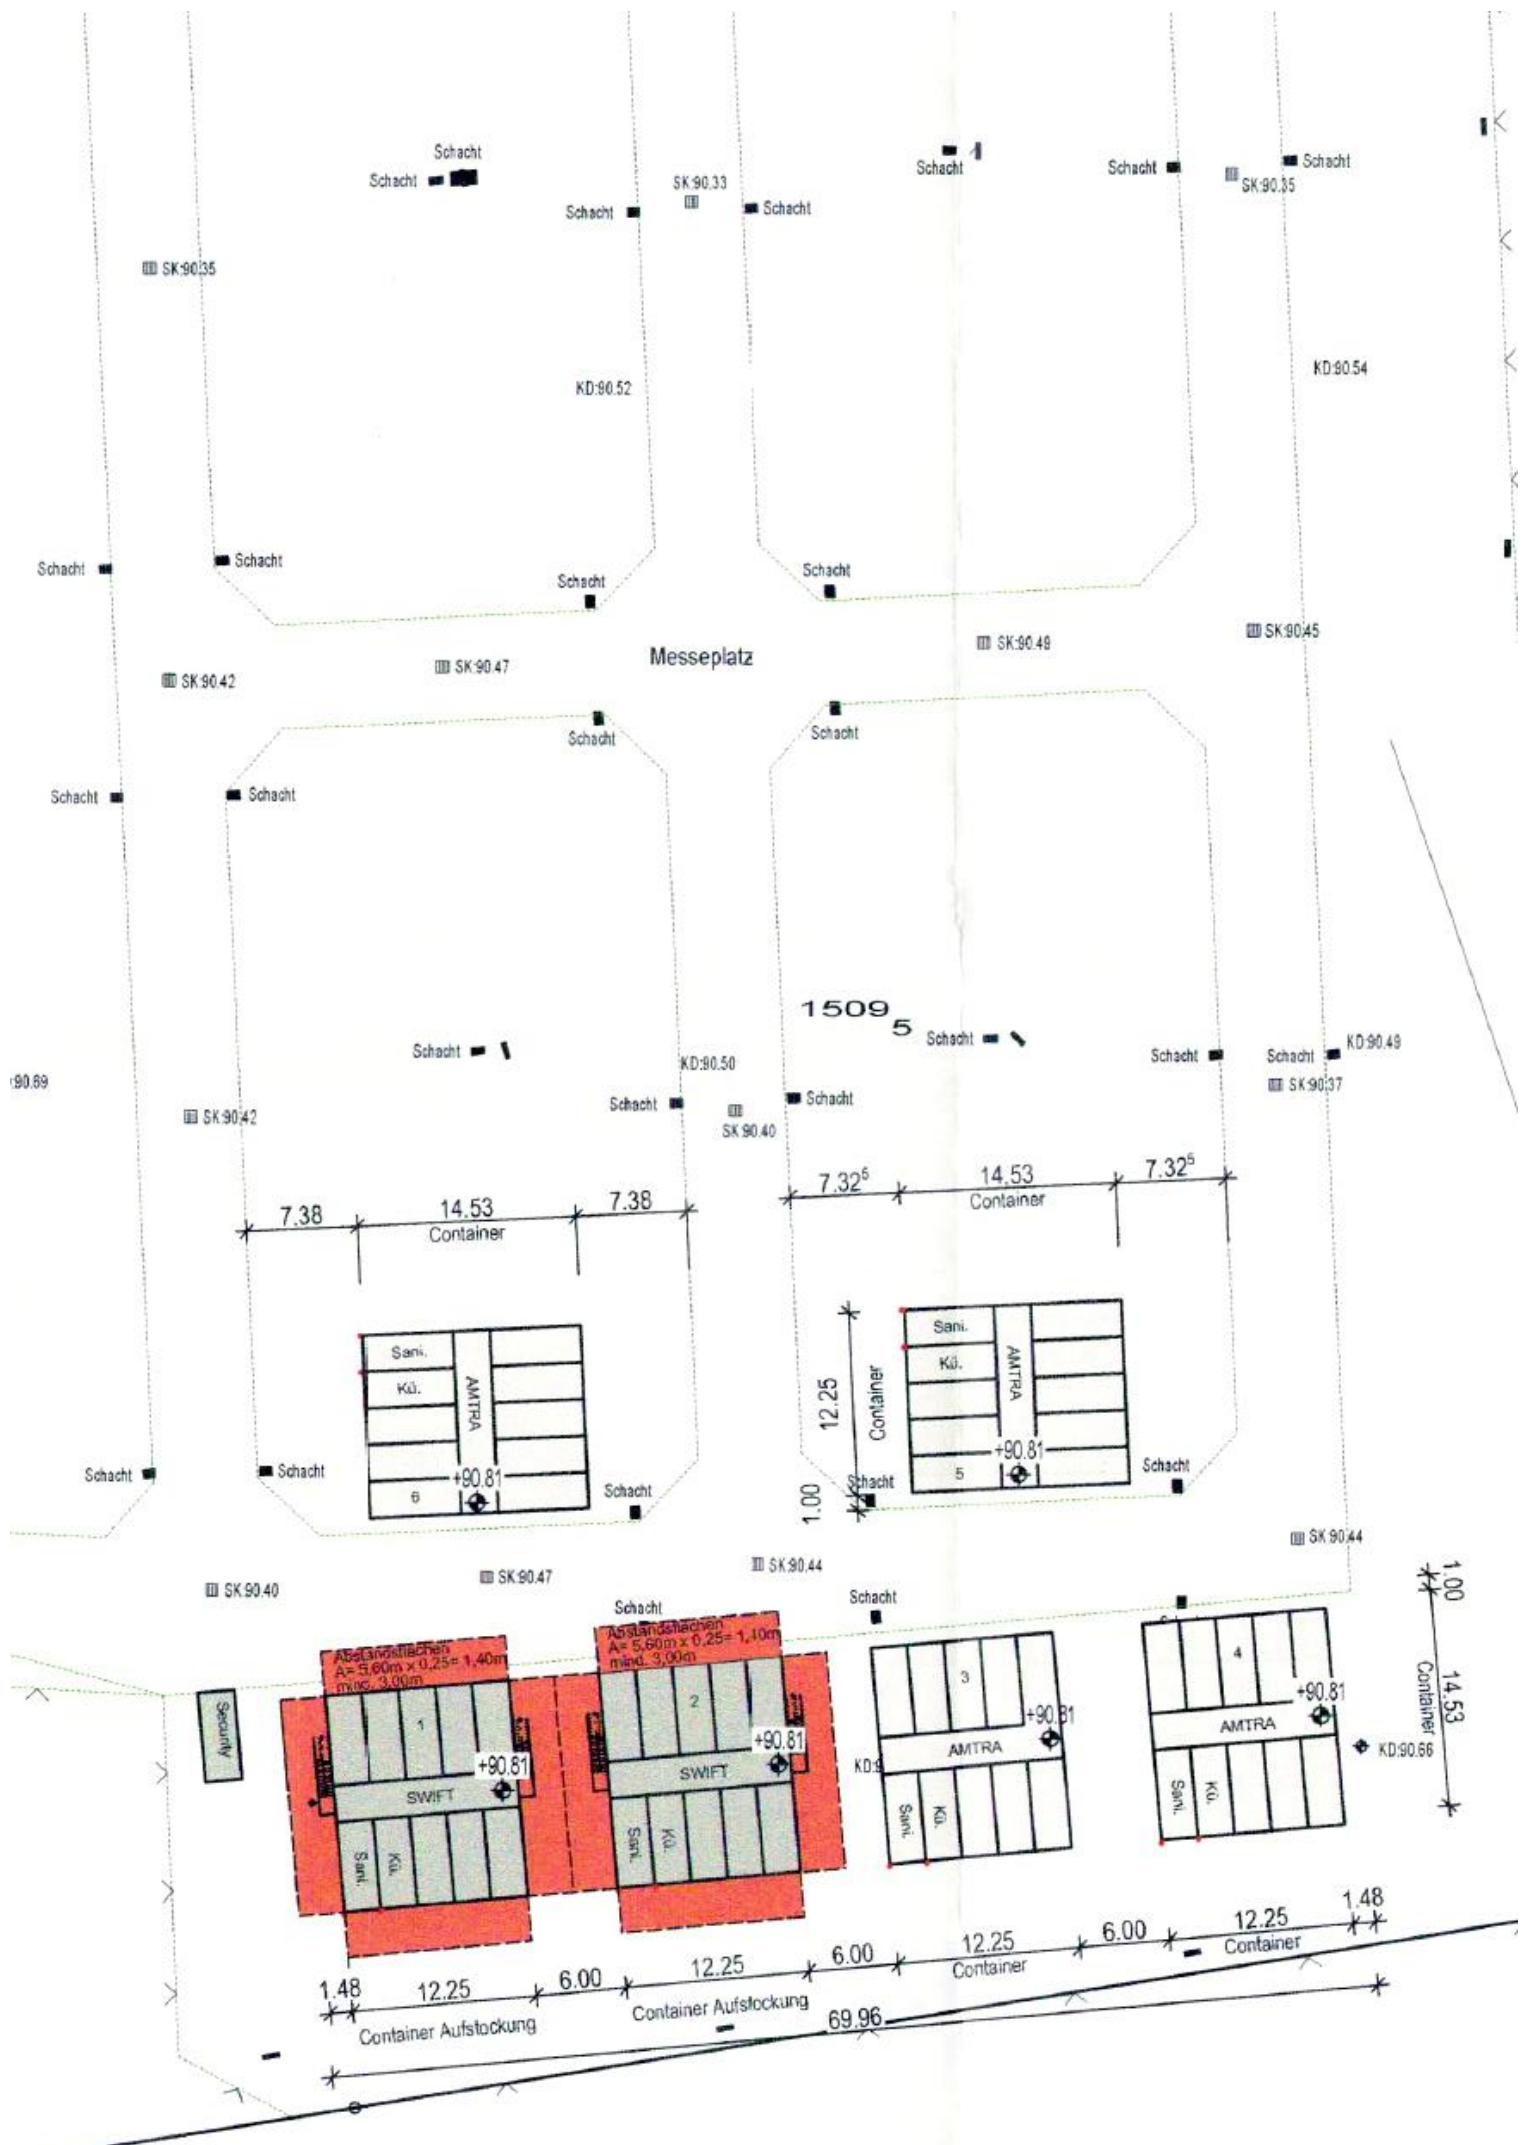 Schacht
Schacht
SK:90.33
Schacht
Schacht
Schacht
Schacht
Schacht
SK:90.35
SK:90.35
KD:90.52
KD:90.54
Schacht
Schacht
Schacht
Schacht
SK:90.42
SK:90.47
Messeplatz
SK:90.49
SK:90.45
Schacht
Schacht
Schacht
Schacht
1509 5
Schacht
Schacht
KD:90.50
Schacht
Schacht
Schacht
Schacht
KD:90.49
:90.69
SK:90.42
SK:90.40
SK:90.37
7.38
14.53
7.38
Container
7.32⁵
14.53
7.32⁵
Container
Sani.
Kü.
AMTRA
+90.81
6
12.25
Container
Sani.
Kü.
AMTRA
+90.81
5
Schacht
Schacht
Schacht
Schacht
Schacht
1.00
SK:90.40
SK:90.47
SK:90.44
SK:90.44
Schacht
Schacht
1.00
14.53
Container
Security
Abstandsflächen
A= 5,60m x 0,25= 1,40m
mind. 3,00m
1
+90.81
SWIFT
Sani.
Kü.
Abstandsflächen
A= 5,60m x 0,25= 1,40m
mind. 3,00m
2
+90.81
SWIFT
Sani.
Kü.
3
+90.81
KD:9
AMTRA
Sani.
Kü.
4
+90.81
AMTRA
Sani.
Kü.
KD:90.66
1.48
12.25
6.00
12.25
6.00
12.25
6.00
12.25
1.48
Container Aufstockung
Container Aufstockung
Container
Container
69.96